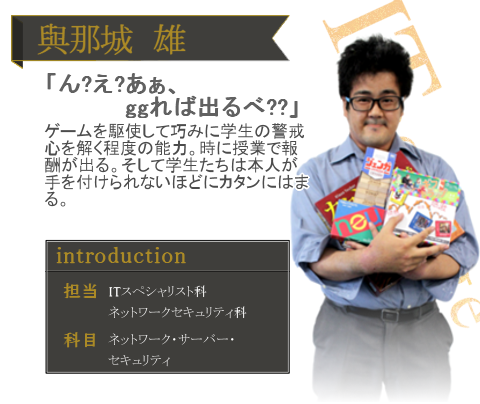 與那城 雄
「ん?え?あぁ、
ggれば出るべ??」
ゲームを駆使して巧みに学生の警戒
心を解く程度の能力。時に授業で報
酬が出る。そして学生たちは本人が
手を付けられないほどにカタンにはま
る。
introduction
担当 ITスペシャリスト科
ネットワークセキュリティ科
科目 ネットワーク・サーバー・
セキュリティ
ジェンガ
neu
IT